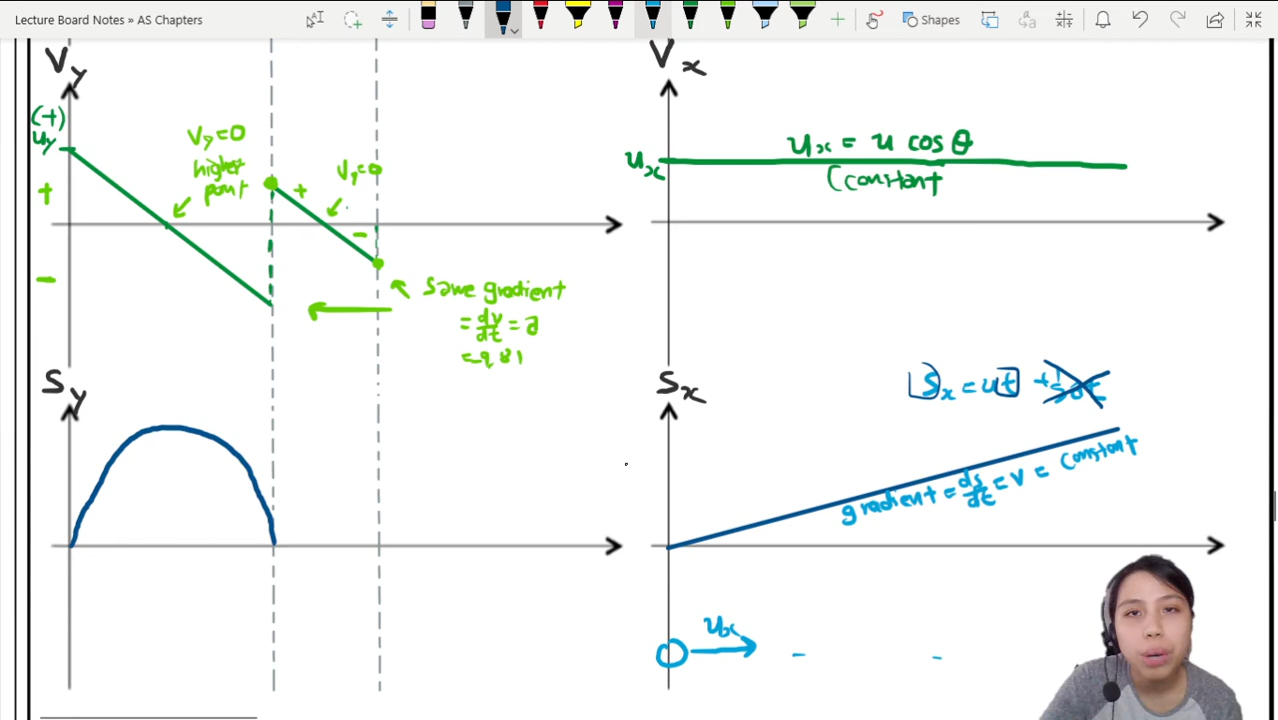 Lecture Board Notes » AS Chapters
Shapes
Vy
(+)
uy
+
-
Vy=0
highest
point
+
Vy=0
-
Same gradient
= dv/dt = a
= 9.81
Vx
ux
ux = u cos θ
(constant
Sy
Sx
Sx = ut +
gradient = ds/dt = v = constant
ux